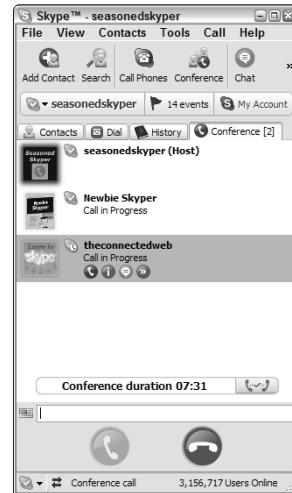 Skype™ - seasonedskyper
File View Contacts Tools Call Help
Add Contact Search Call Phones Conference Chat »
seasonedskyper 14 events My Account
Contacts Dial History Conference [2]
Seasoned Skyper
seasonedskyper (Host)
Newbie Skyper
Newbie Skyper
Call in Progress
Learn to
skype
theconnectedweb
Call in Progress
Conference duration 07:31
Conference call 3,156,717 Users Online